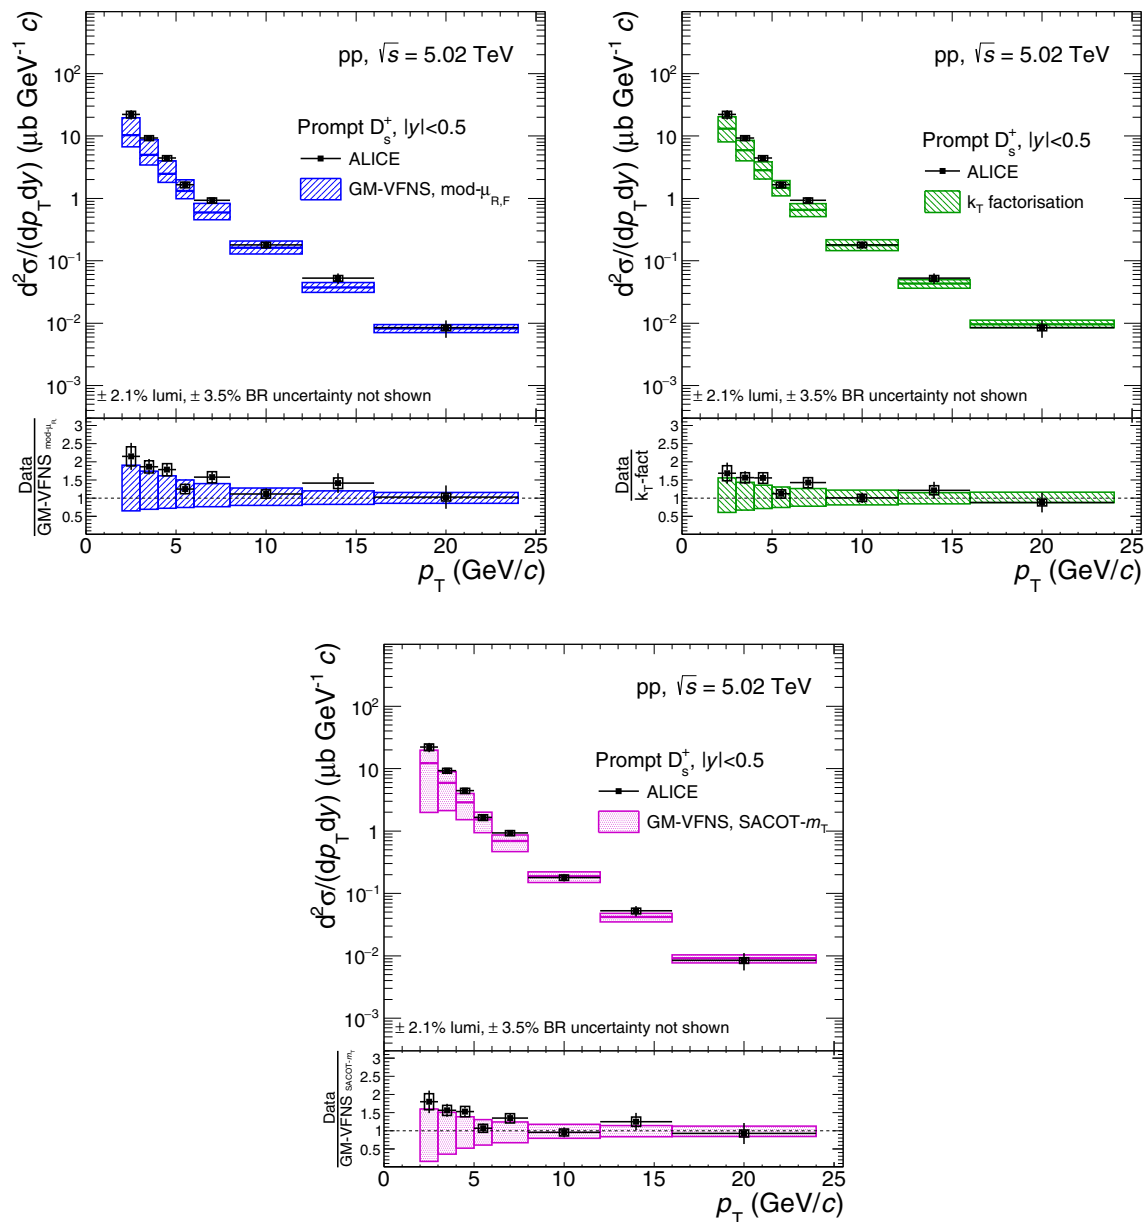 d²σ/(dp_T dy) (μb GeV⁻¹ c)
pp, √s = 5.02 TeV
Prompt D_s⁺, |y|<0.5
ALICE
GM-VFNS, mod-μ_R,F
10²
10
1
10⁻¹
10⁻²
10⁻³
± 2.1% lumi, ± 3.5% BR uncertainty not shown
Data
GM-VFNS mod-μ_R
3
2.5
2
1.5
1
0.5
0 5 10 15 20 25
p_T (GeV/c)
d²σ/(dp_T dy) (μb GeV⁻¹ c)
pp, √s = 5.02 TeV
Prompt D_s⁺, |y|<0.5
ALICE
k_T factorisation
10²
10
1
10⁻¹
10⁻²
10⁻³
± 2.1% lumi, ± 3.5% BR uncertainty not shown
Data
k_T-fact
3
2.5
2
1.5
1
0.5
0 5 10 15 20 25
p_T (GeV/c)
d²σ/(dp_T dy) (μb GeV⁻¹ c)
pp, √s = 5.02 TeV
Prompt D_s⁺, |y|<0.5
ALICE
GM-VFNS, SACOT-m_T
10²
10
1
10⁻¹
10⁻²
10⁻³
± 2.1% lumi, ± 3.5% BR uncertainty not shown
Data
GM-VFNS SACOT-m_T
3
2.5
2
1.5
1
0.5
0 5 10 15 20 25
p_T (GeV/c)